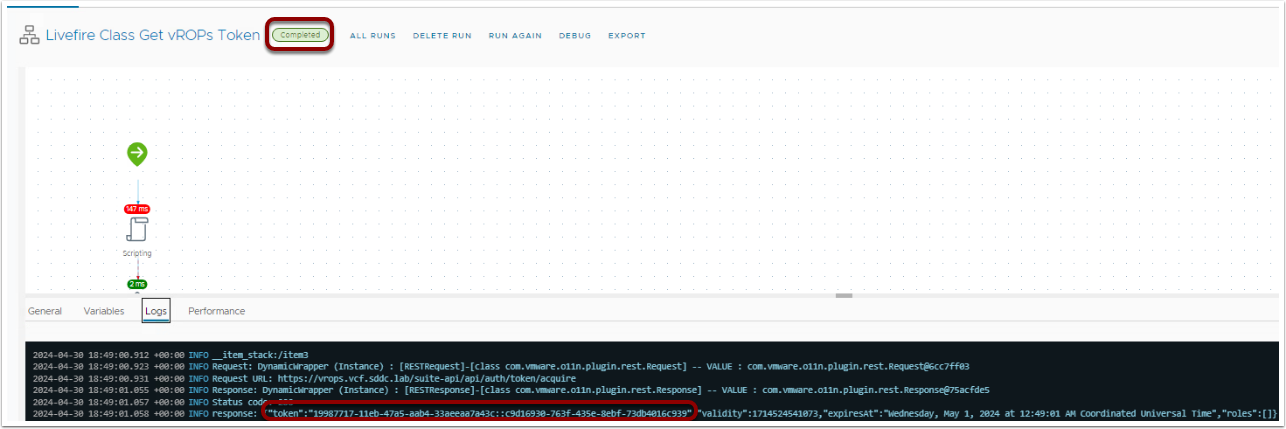 Livefire Class Get vROPs Token Completed ALL RUNS DELETE RUN RUN AGAIN DEBUG EXPORT
147 ms
Scripting
2 ms
General Variables Logs Performance
2024-04-30 18:49:00.912 +00:00 INFO __item_stack:/item3
2024-04-30 18:49:00.923 +00:00 INFO Request: DynamicWrapper (Instance) : [RESTRequest]-[class com.vmware.o11n.plugin.rest.Request] -- VALUE : com.vmware.o11n.plugin.rest.Request@6cc7ff03
2024-04-30 18:49:00.931 +00:00 INFO Request URL: https://vrops.vcf.sddc.lab/suite-api/api/auth/token/acquire
2024-04-30 18:49:01.055 +00:00 INFO Response: DynamicWrapper (Instance) : [RESTResponse]-[class com.vmware.o11n.plugin.rest.Response] -- VALUE : com.vmware.o11n.plugin.rest.Response@75acfde5
2024-04-30 18:49:01.057 +00:00 INFO Status code:
2024-04-30 18:49:01.058 +00:00 INFO response: {"token":"19987717-11eb-47a5-aab4-33aeeaa7a43c::c9d16930-763f-435e-8ebf-73db4016c939" "validity":1714524541073,"expiresAt":"Wednesday, May 1, 2024 at 12:49:01 AM Coordinated Universal Time","roles":[]}